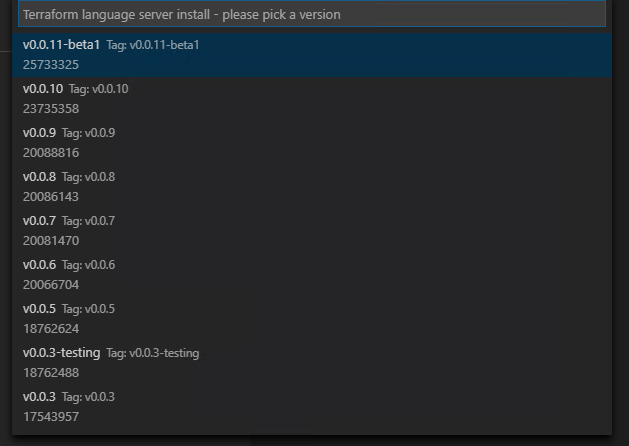 Terraform language server install - please pick a version
v0.0.11-beta1 Tag: v0.0.11-beta1
25733325
v0.0.10 Tag: v0.0.10
23735358
v0.0.9 Tag: v0.0.9
20088816
v0.0.8 Tag: v0.0.8
20086143
v0.0.7 Tag: v0.0.7
20081470
v0.0.6 Tag: v0.0.6
20066704
v0.0.5 Tag: v0.0.5
18762624
v0.0.3-testing Tag: v0.0.3-testing
18762488
v0.0.3 Tag: v0.0.3
17543957